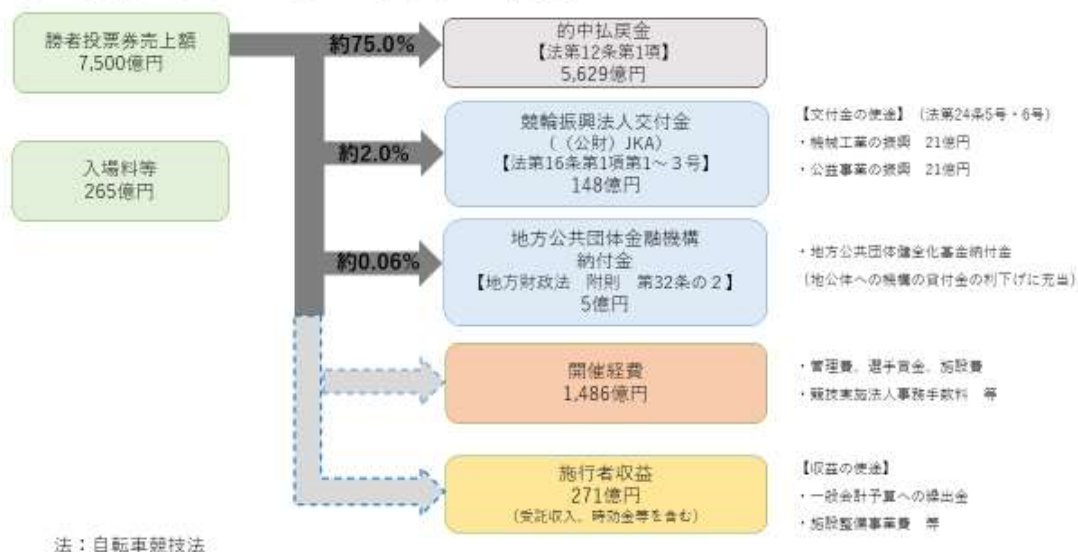 勝者投票券売上額
7,500億円
入場料等
265億円
約75.0%
的中払戻金
【法第12条第1項】
5,629億円
約2.0%
競輪振興法人交付金
(（公財）JKA)
【法第16条第1項第1～3号】
148億円
【交付金の使途】（法第24条5号・6号）
・機械工業の振興　21億円
・公益事業の振興　21億円
約0.06%
地方公共団体金融機構
納付金
【地方財政法　附則　第32条の2】
5億円
・地方公共団体健全化基金納付金
（地公体への機構の貸付金の利下げに充当）
開催経費
1,486億円
・管理費、選手賞金、施設費
・競技実施法人事務手数料　等
施行者収益
271億円
（受託収入、時効金等を含む）
【収益の使途】
・一般会計予算への繰出金
・施設整備事業費　等
法：自転車競技法